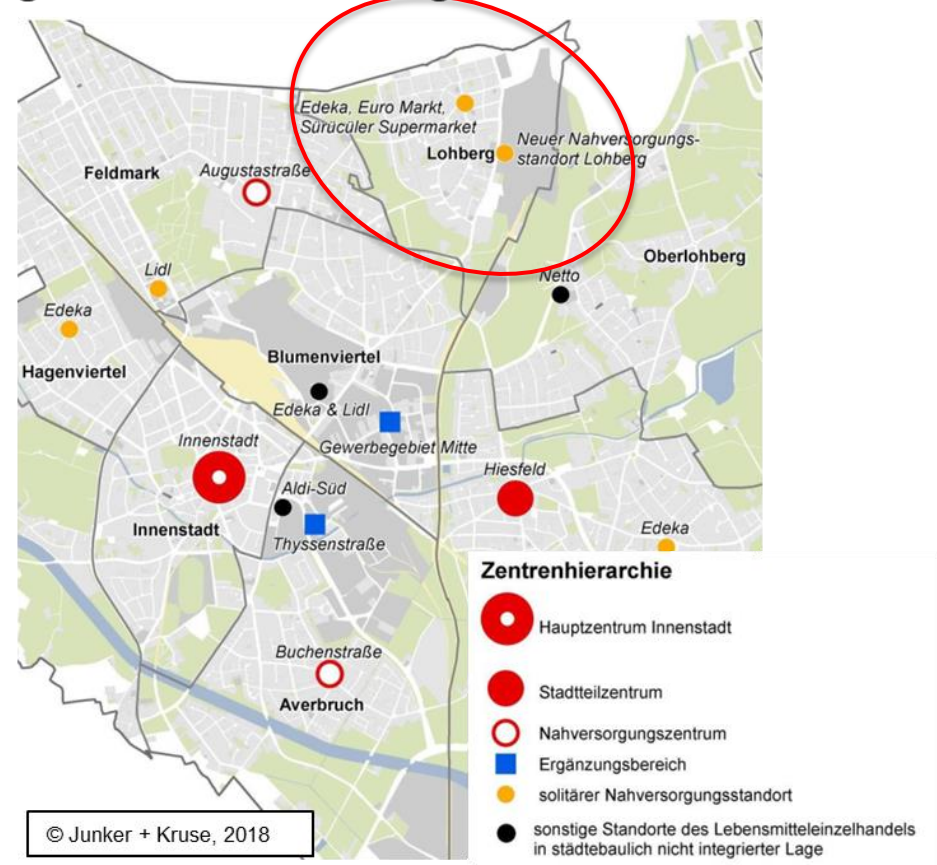 Edeka, Euro Markt,
Sürücüler Supermarket
Neuer Nahversorgungs-
standort Lohberg
Lohberg
Feldmark
Augustastraße
Oberlohberg
Lidl
Netto
Edeka
Blumenviertel
Hagenviertel
Edeka & Lidl
Gewerbegebiet Mitte
Innenstadt
Hiesfeld
Aldi-Süd
Innenstadt
Edeka
Thyssenstraße
Buchenstraße
Averbruch
Zentrenhierarchie
Hauptzentrum Innenstadt
Stadtteilzentrum
Nahversorgungszentrum
Ergänzungsbereich
solitärer Nahversorgungsstandort
sonstige Standorte des Lebensmitteleinzelhandels
in städtebaulich nicht integrierter Lage
© Junker + Kruse, 2018